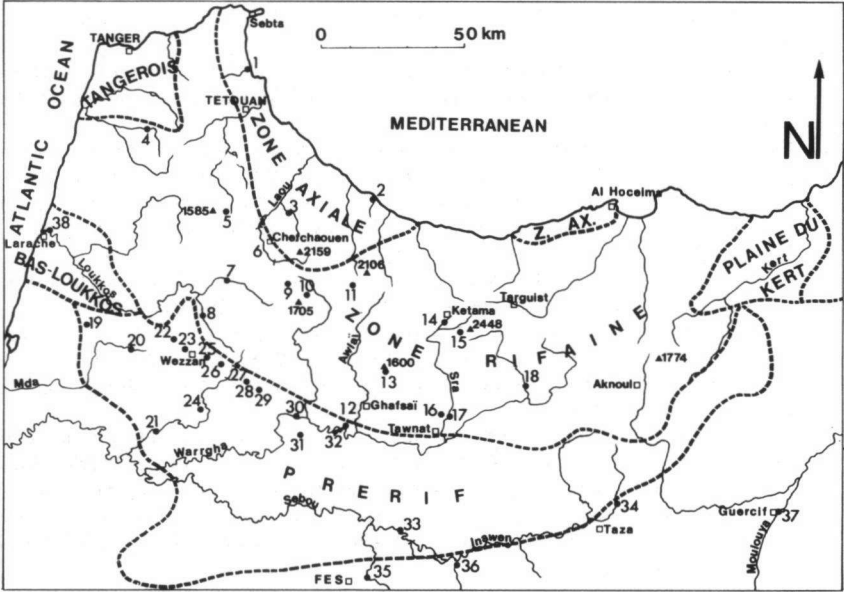 Sebta
TANGER
0 50 km
1
ATLANTIC OCEAN
TANGEROIS
TETOUAN
ZONE AXIALE
MEDITERRANEAN
N
4
Laou
2
Al Hoceima
1585
5
3
Z. AX.
PLAINE DU KERT
Kert
38
Larache
Chefchaouen
6
2159
2106
BAS-LOUKKOS
Loukkos
7
9
10
11
1705
Targuist
ZONE RIFAINE
19
8
14
Ketama
15
2448
22
23
20
Wezzan
25
26
27
28
29
Awlaï
1600
13
Sra
18
1774
Aknoul
Mda
24
Ghafsaï
12
16
17
21
30
31
32
Tawnat
Warrgha
PRERIF
Sebou
33
Inawen
34
Taza
Guercif
37
Moulouya
FES
35
36